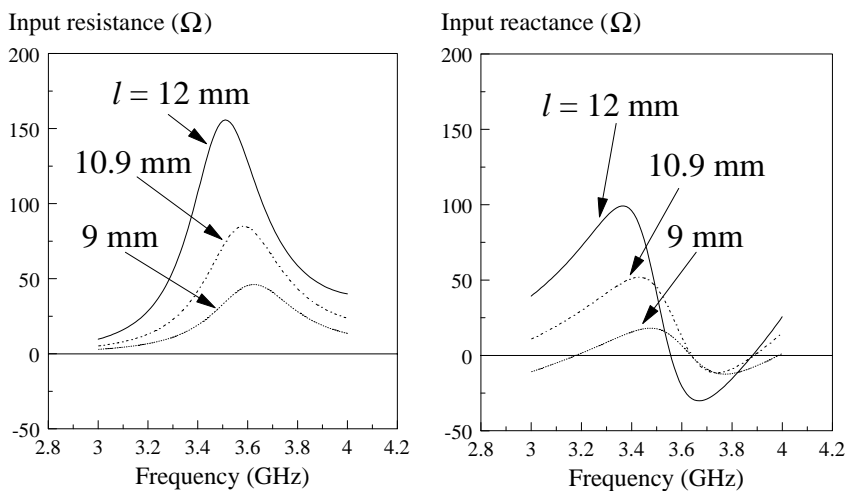 Input resistance (Ω)
200
150
100
50
0
-50
2.8 3 3.2 3.4 3.6 3.8 4 4.2
Frequency (GHz)
l = 12 mm
10.9 mm
9 mm
Input reactance (Ω)
200
150
100
50
0
-50
2.8 3 3.2 3.4 3.6 3.8 4 4.2
Frequency (GHz)
l = 12 mm
10.9 mm
9 mm